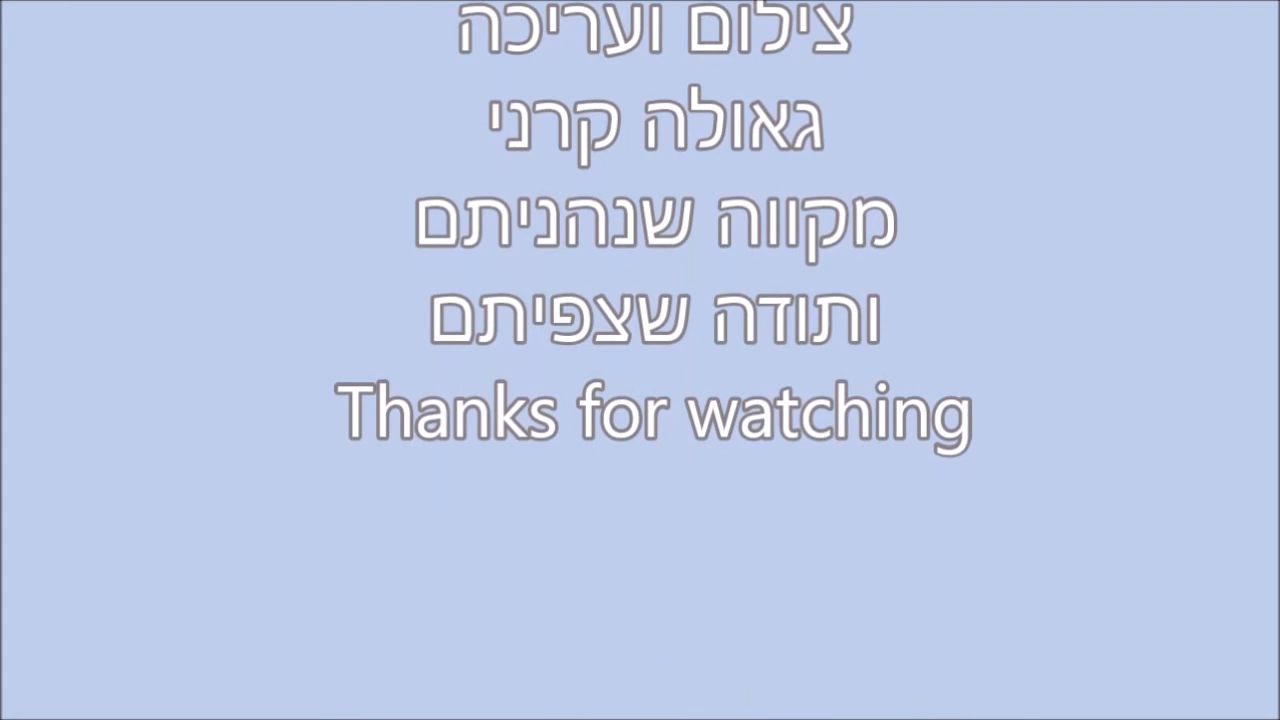 צילום ועריכה
גאולה קרני
מקווה שנהניתם
ותודה שצפיתם
Thanks for watching